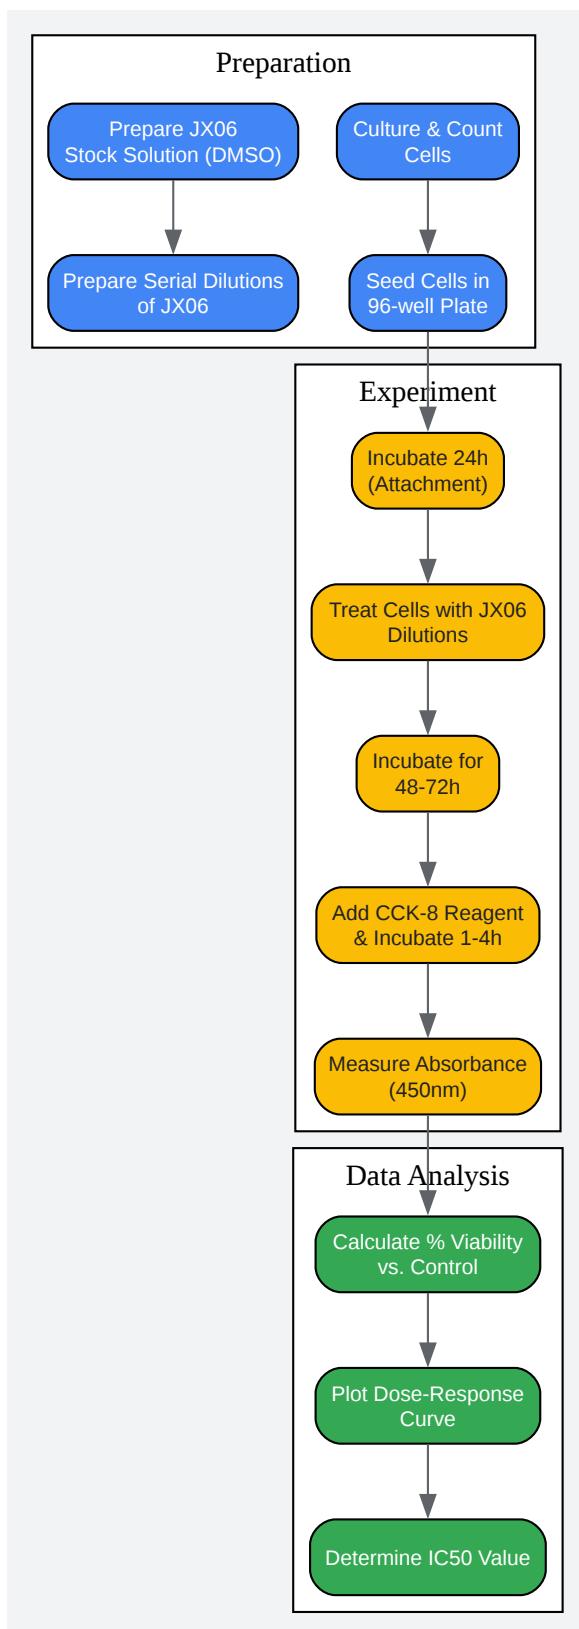 Preparation
Prepare JX06
Stock Solution (DMSO)
Culture & Count
Cells
Prepare Serial Dilutions
of JX06
Seed Cells in
96-well Plate
Experiment
Incubate 24h
(Attachment)
Treat Cells with JX06
Dilutions
Incubate for
48-72h
Add CCK-8 Reagent
& Incubate 1-4h
Measure Absorbance
(450nm)
Data Analysis
Calculate % Viability
vs. Control
Plot Dose-Response
Curve
Determine IC50 Value